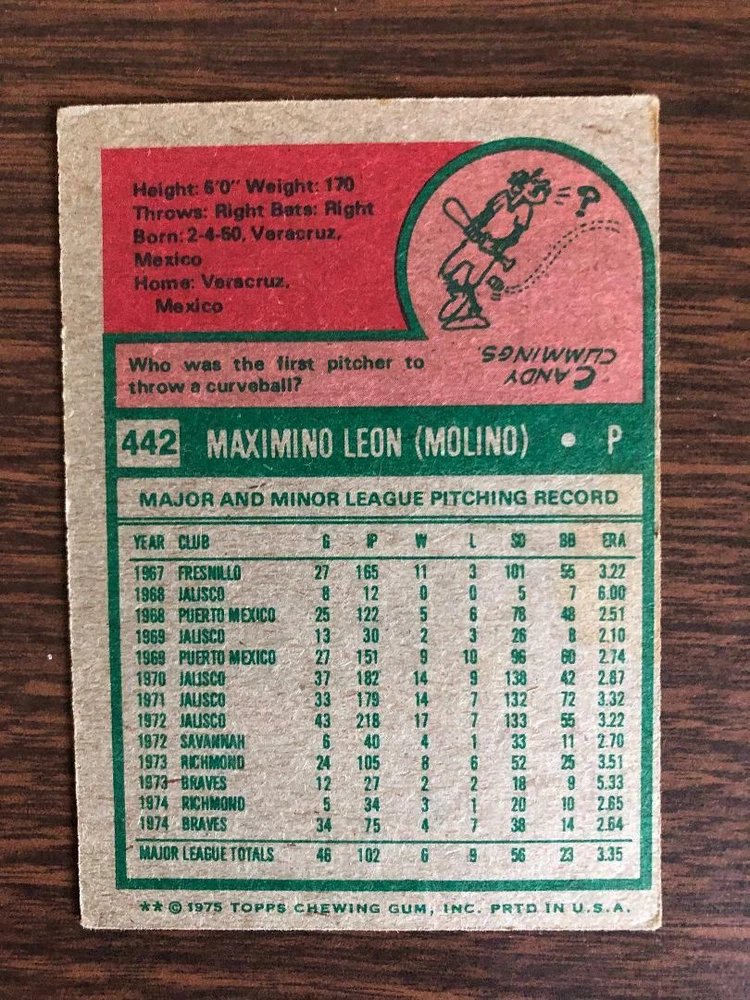 Height: 6'0" Weight: 170
Throws: Right Bats: Right
Born: 2-4-50, Veracruz,
Mexico
Home: Veracruz,
Mexico
?
CANDY
CUMMINGS.
Who was the first pitcher to
throw a curveball?
442 MAXIMINO LEON (MOLINO) • P
MAJOR AND MINOR LEAGUE PITCHING RECORD
YEAR CLUB G IP W L SO BB ERA
1967 FRESNILLO 27 165 11 3 101 55 3.22
1968 JALISCO 8 12 0 0 5 7 6.00
1968 PUERTO MEXICO 25 122 5 6 78 48 2.51
1969 JALISCO 13 30 2 3 26 8 2.10
1969 PUERTO MEXICO 27 151 9 10 96 60 2.74
1970 JALISCO 37 182 14 9 138 42 2.87
1971 JALISCO 33 179 14 7 132 72 3.32
1972 JALISCO 43 218 17 7 133 55 3.22
1972 SAVANNAH 6 40 4 1 33 11 2.70
1973 RICHMOND 24 105 8 6 52 25 3.51
1973 BRAVES 12 27 2 2 18 9 5.33
1974 RICHMOND 5 34 3 1 20 10 2.65
1974 BRAVES 34 75 4 7 38 14 2.64
MAJOR LEAGUE TOTALS 46 102 6 9 56 23 3.35
** © 1975 TOPPS CHEWING GUM, INC. PRTD IN U.S.A.